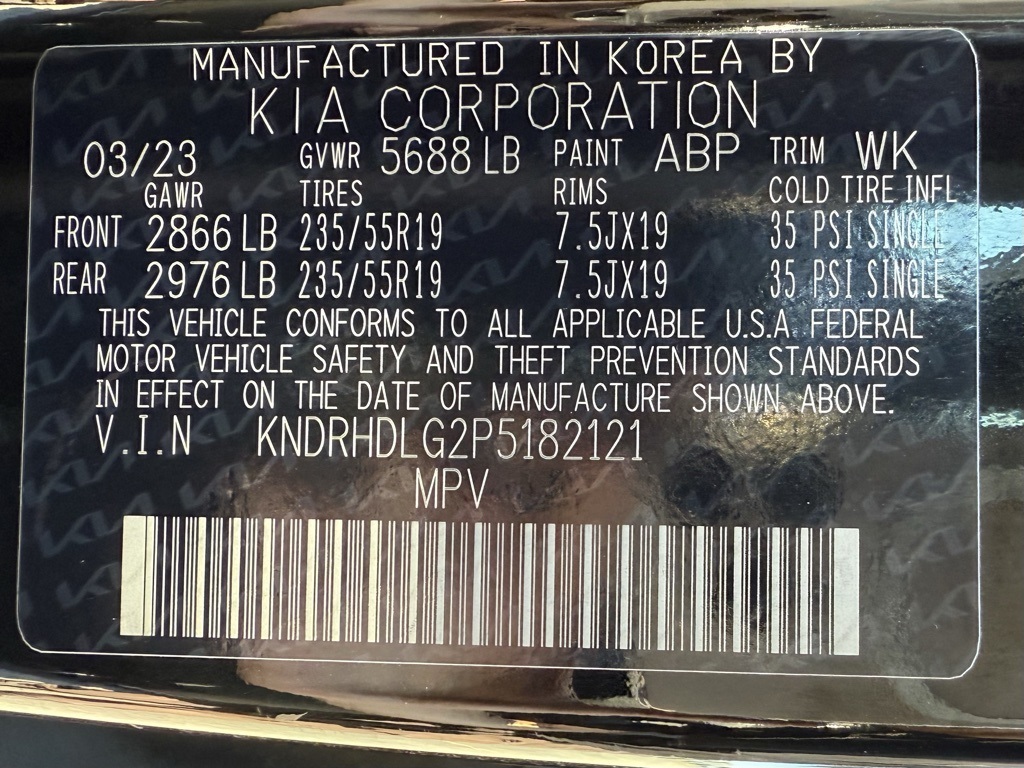 MANUFACTURED IN KOREA BY
KIA CORPORATION
03/23 GVWR 5688 LB PAINT ABP TRIM WK
GAWR TIRES RIMS COLD TIRE INFL
FRONT 2866 LB 235/55R19 7.5JX19 35 PSI SINGLE
REAR 2976 LB 235/55R19 7.5JX19 35 PSI SINGLE
THIS VEHICLE CONFORMS TO ALL APPLICABLE U.S.A FEDERAL
MOTOR VEHICLE SAFETY AND THEFT PREVENTION STANDARDS
IN EFFECT ON THE DATE OF MANUFACTURE SHOWN ABOVE.
V.I.N KNDRHDLG2P5182121
MPV